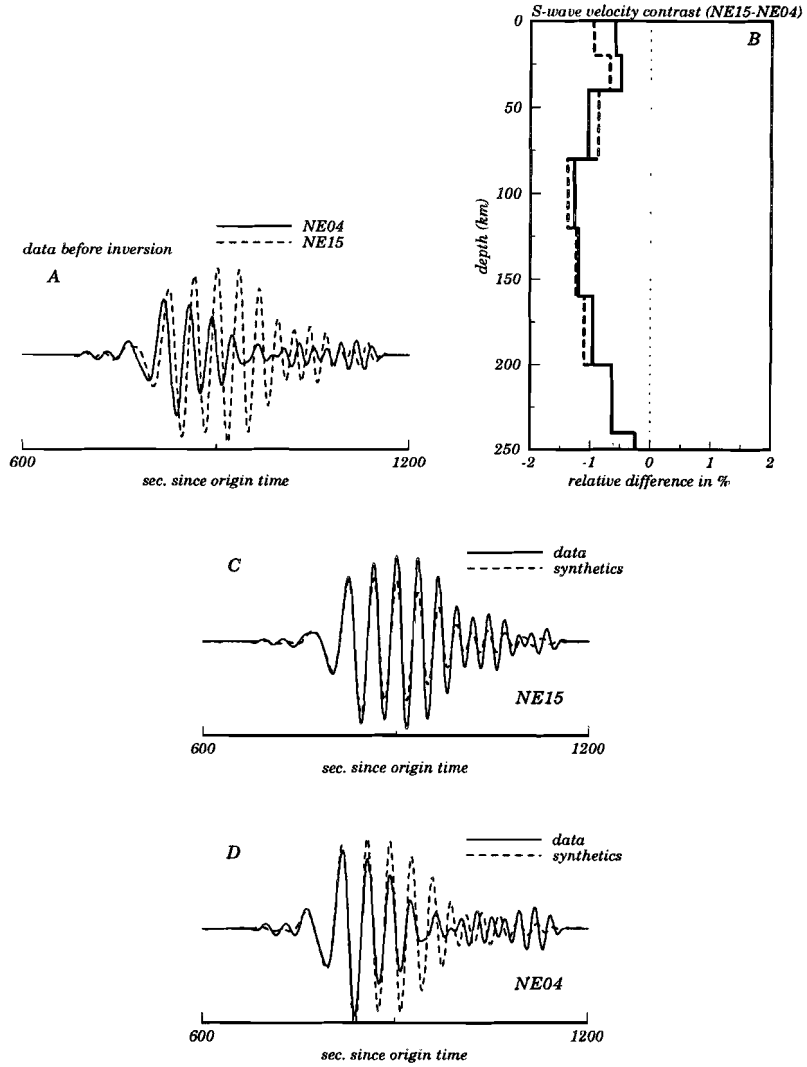 S-wave velocity contrast (NE15-NE04)
B
0
50
100
150
200
250
depth (km)
-2 -1 0 1 2
relative difference in %
NE04
NE15
data before inversion
A
600 1200
sec. since origin time
C
data
synthetics
NE15
600 1200
sec. since origin time
D
data
synthetics
NE04
600 1200
sec. since origin time